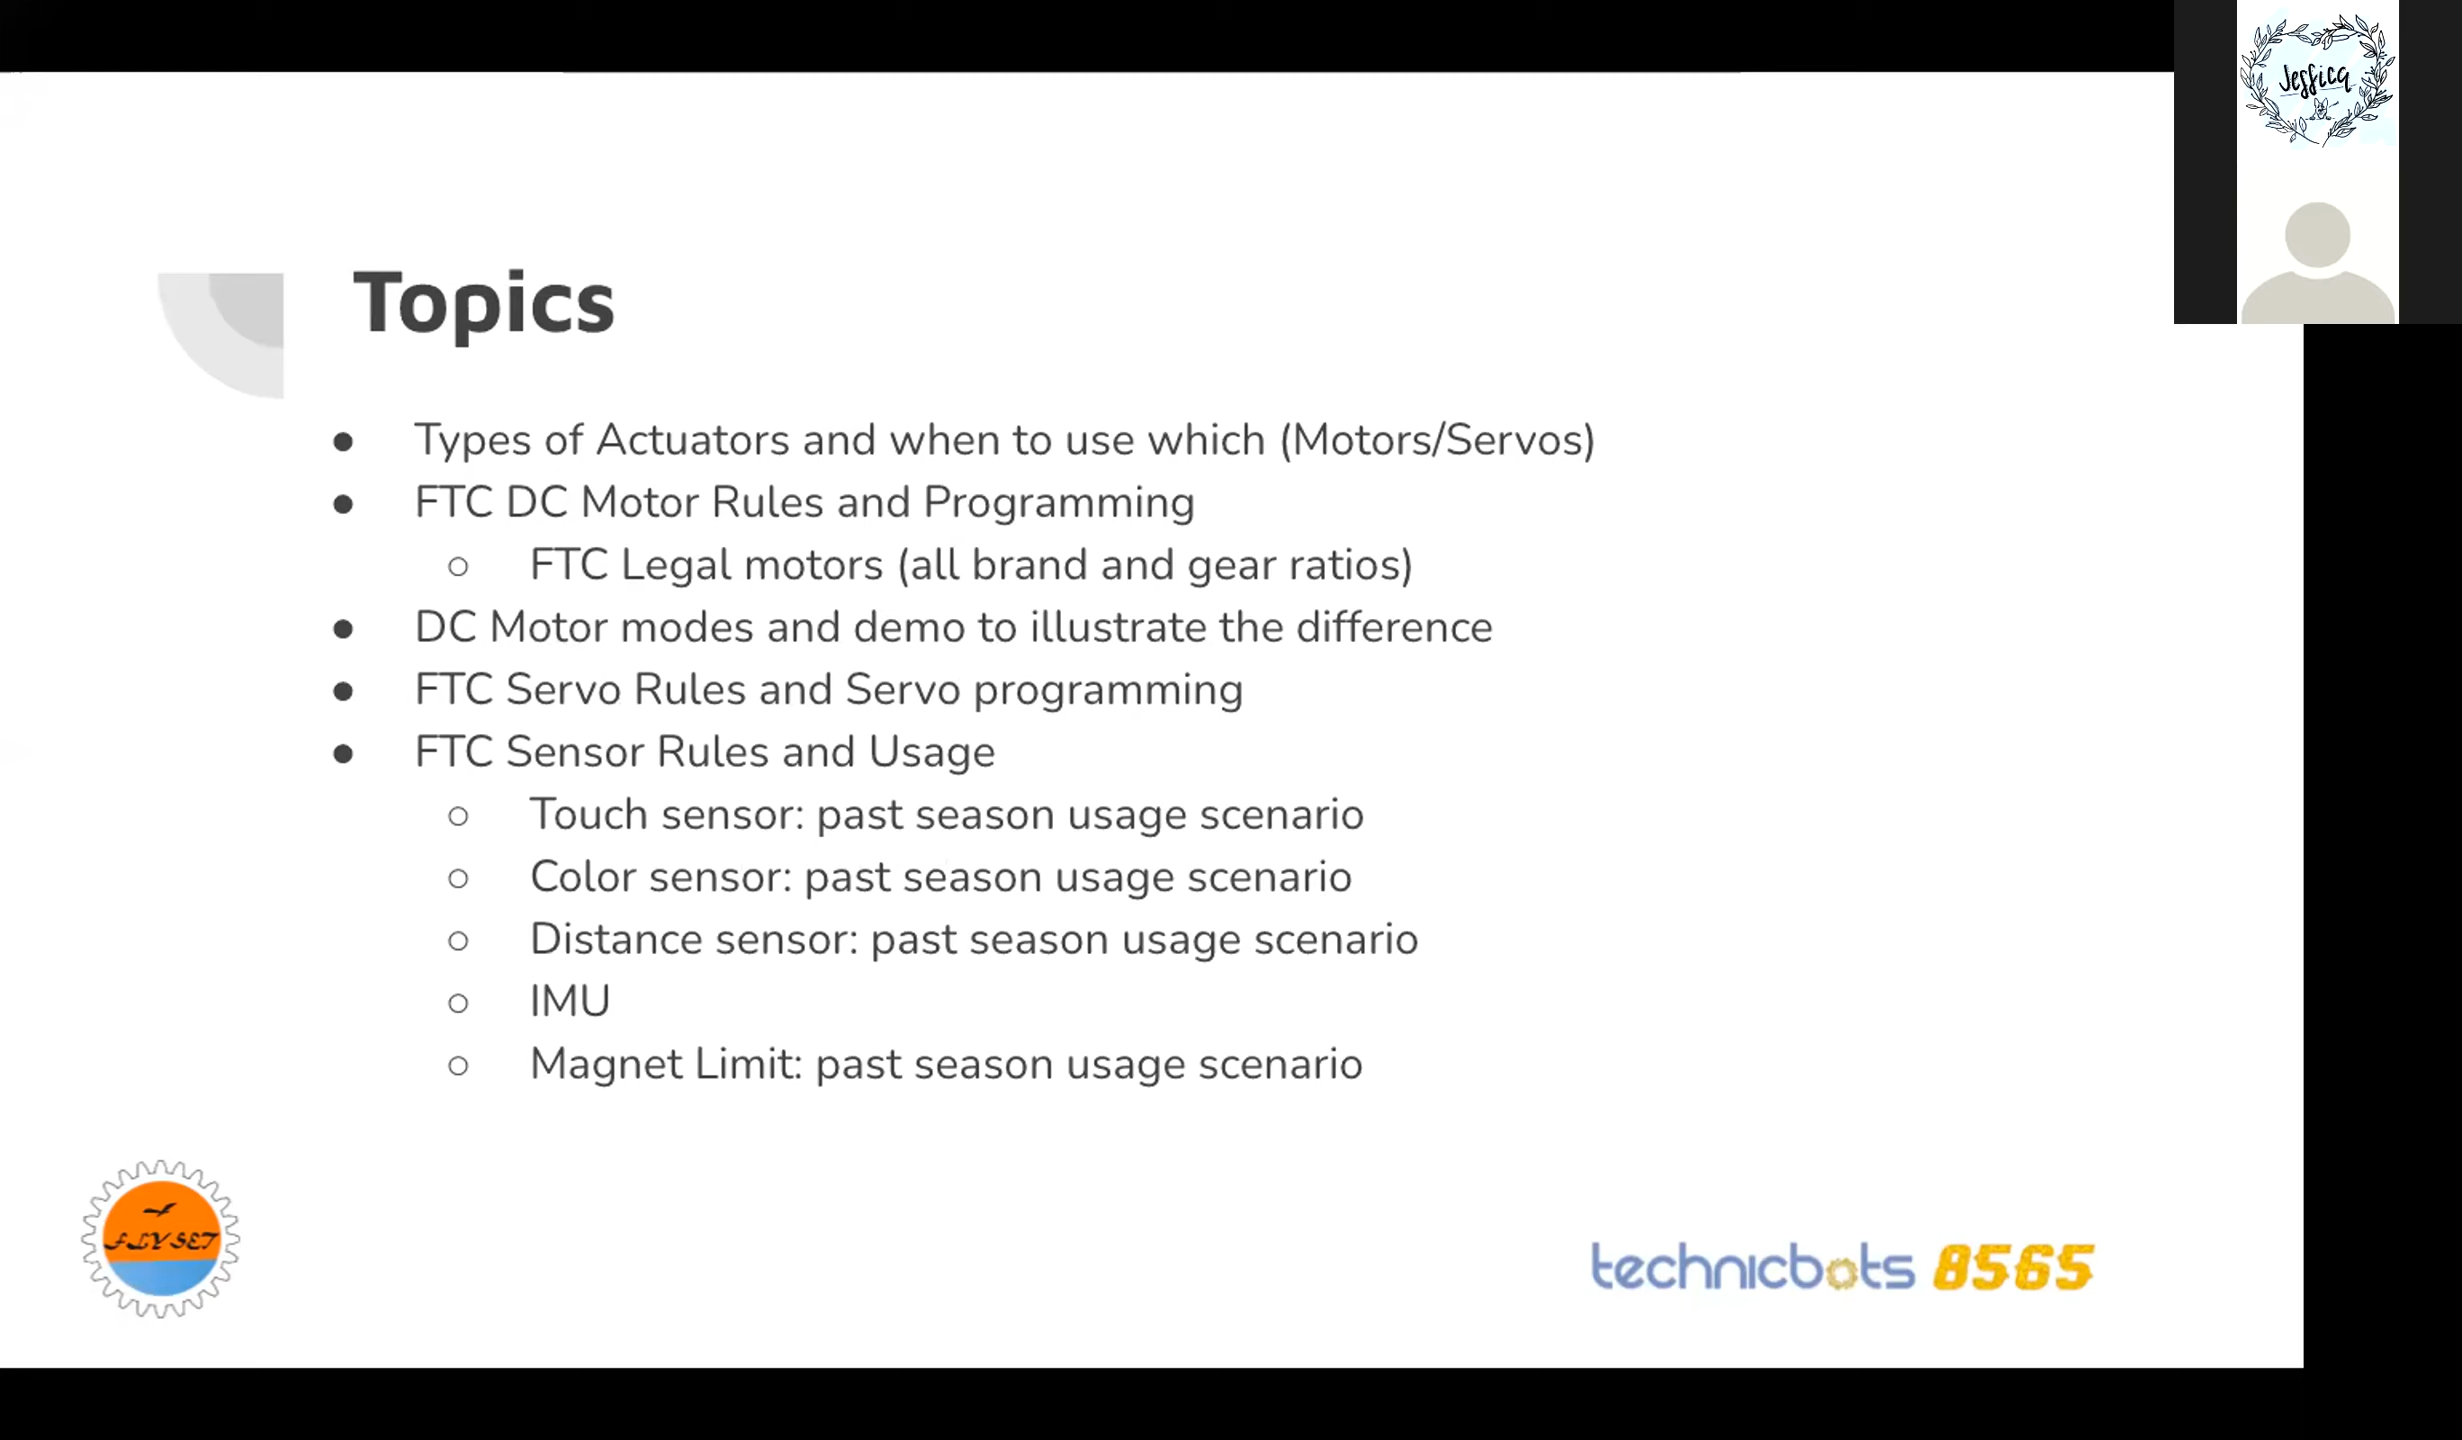 Jessica
Topics
● Types of Actuators and when to use which (Motors/Servos)
● FTC DC Motor Rules and Programming
○ FTC Legal motors (all brand and gear ratios)
● DC Motor modes and demo to illustrate the difference
● FTC Servo Rules and Servo programming
● FTC Sensor Rules and Usage
○ Touch sensor: past season usage scenario
○ Color sensor: past season usage scenario
○ Distance sensor: past season usage scenario
○ IMU
○ Magnet Limit: past season usage scenario
FLY SET
technicbots 8565